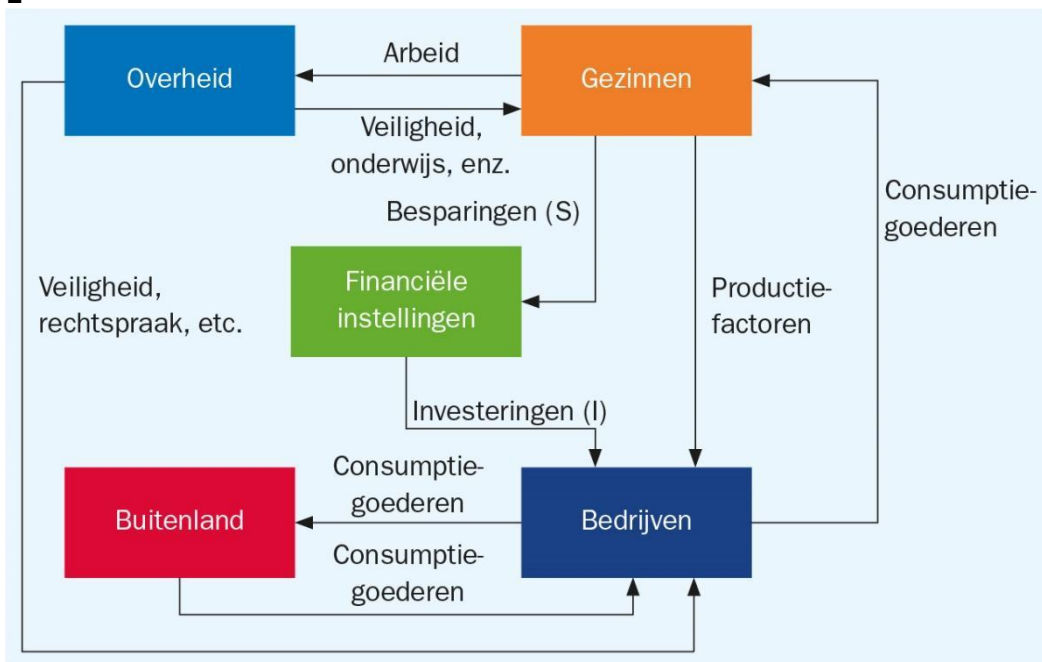 Overheid
Arbeid
Gezinnen
Veiligheid,
onderwijs, enz.
Consumptie-
goederen
Besparingen (S)
Financiële
instellingen
Veiligheid,
rechtspraak, etc.
Productie-
factoren
Investeringen (I)
Consumptie-
goederen
Buitenland
Bedrijven
Consumptie-
goederen